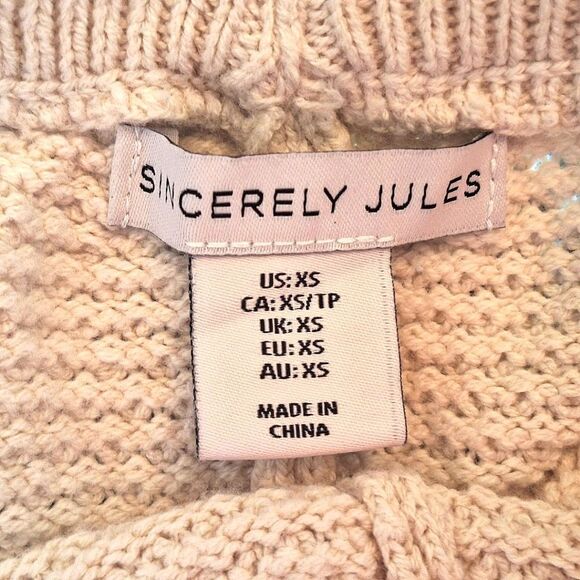 SINCERELY JULES
US: XS
CA: XS/TP
UK: XS
EU: XS
AU: XS
MADE IN
CHINA